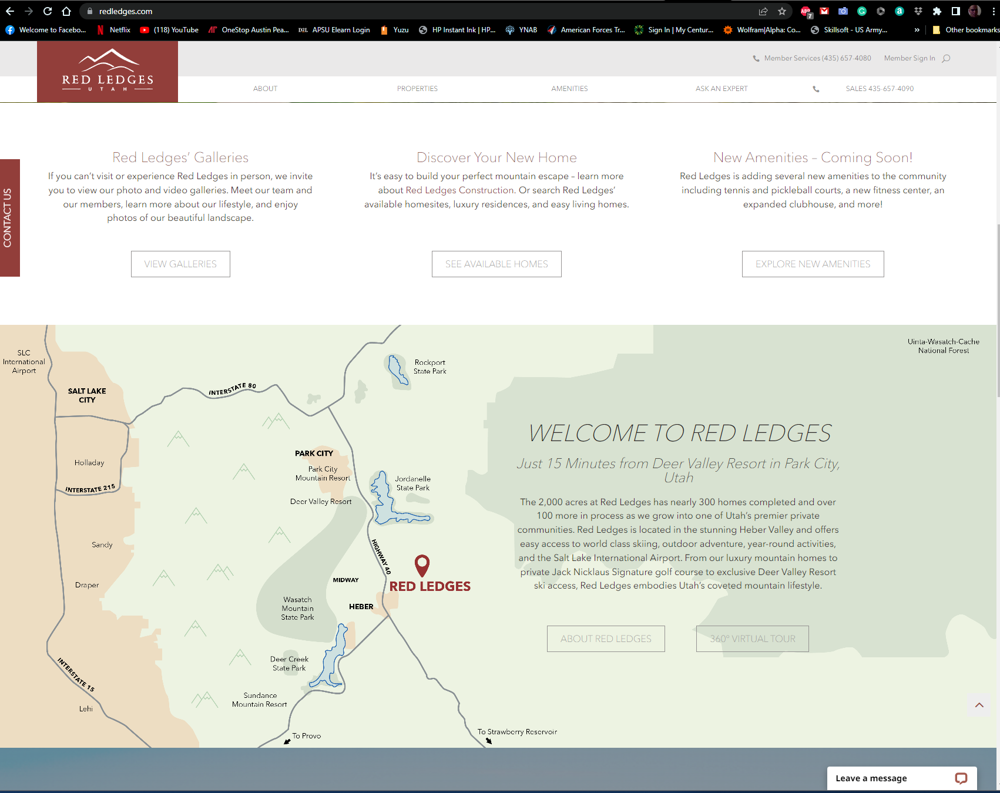 redledges.com
ABP
7
Welcome to Facebo...
Netflix
(118) YouTube
OneStop Austin Pea...
D2L
APSU Elearn Login
Yuzu
HP Instant Ink | HP...
YNAB
American Forces Tr...
Sign In | My Centur...
Wolfram|Alpha: Co...
Skillsoft - US Army...
»
Other bookmarks
RED LEDGES
UTAH
Member Services (435) 657-4080
Member Sign In
ABOUT
PROPERTIES
AMENITIES
ASK AN EXPERT
SALES 435-657-4090
CONTACT US
Red Ledges’ Galleries
If you can’t visit or experience Red Ledges in person, we invite
you to view our photo and video galleries. Meet our team and
our members, learn more about our lifestyle, and enjoy
photos of our beautiful landscape.
VIEW GALLERIES
Discover Your New Home
It’s easy to build your perfect mountain escape – learn more
about Red Ledges Construction. Or search Red Ledges’
available homesites, luxury residences, and easy living homes.
SEE AVAILABLE HOMES
New Amenities – Coming Soon!
Red Ledges is adding several new amenities to the community
including tennis and pickleball courts, a new fitness center, an
expanded clubhouse, and more!
EXPLORE NEW AMENITIES
SLC
International
Airport
SALT LAKE
CITY
INTERSTATE 80
Rockport
State Park
Uinta-Wasatch-Cache
National Forest
Holladay
INTERSTATE 215
PARK CITY
Park City
Mountain Resort
Deer Valley Resort
Jordanelle
State Park
Sandy
HIGHWAY 40
Draper
MIDWAY
RED LEDGES
Wasatch
Mountain
State Park
HEBER
Deer Creek
State Park
INTERSTATE 15
Sundance
Mountain Resort
Lehi
To Provo
To Strawberry Reservoir
WELCOME TO RED LEDGES
Just 15 Minutes from Deer Valley Resort in Park City,
Utah
The 2,000 acres at Red Ledges has nearly 300 homes completed and over
100 more in process as we grow into one of Utah’s premier private
communities. Red Ledges is located in the stunning Heber Valley and offers
easy access to world class skiing, outdoor adventure, year-round activities,
and the Salt Lake International Airport. From our luxury mountain homes to
private Jack Nicklaus Signature golf course to exclusive Deer Valley Resort
ski access, Red Ledges embodies Utah’s coveted mountain lifestyle.
ABOUT RED LEDGES
360° VIRTUAL TOUR
Leave a message